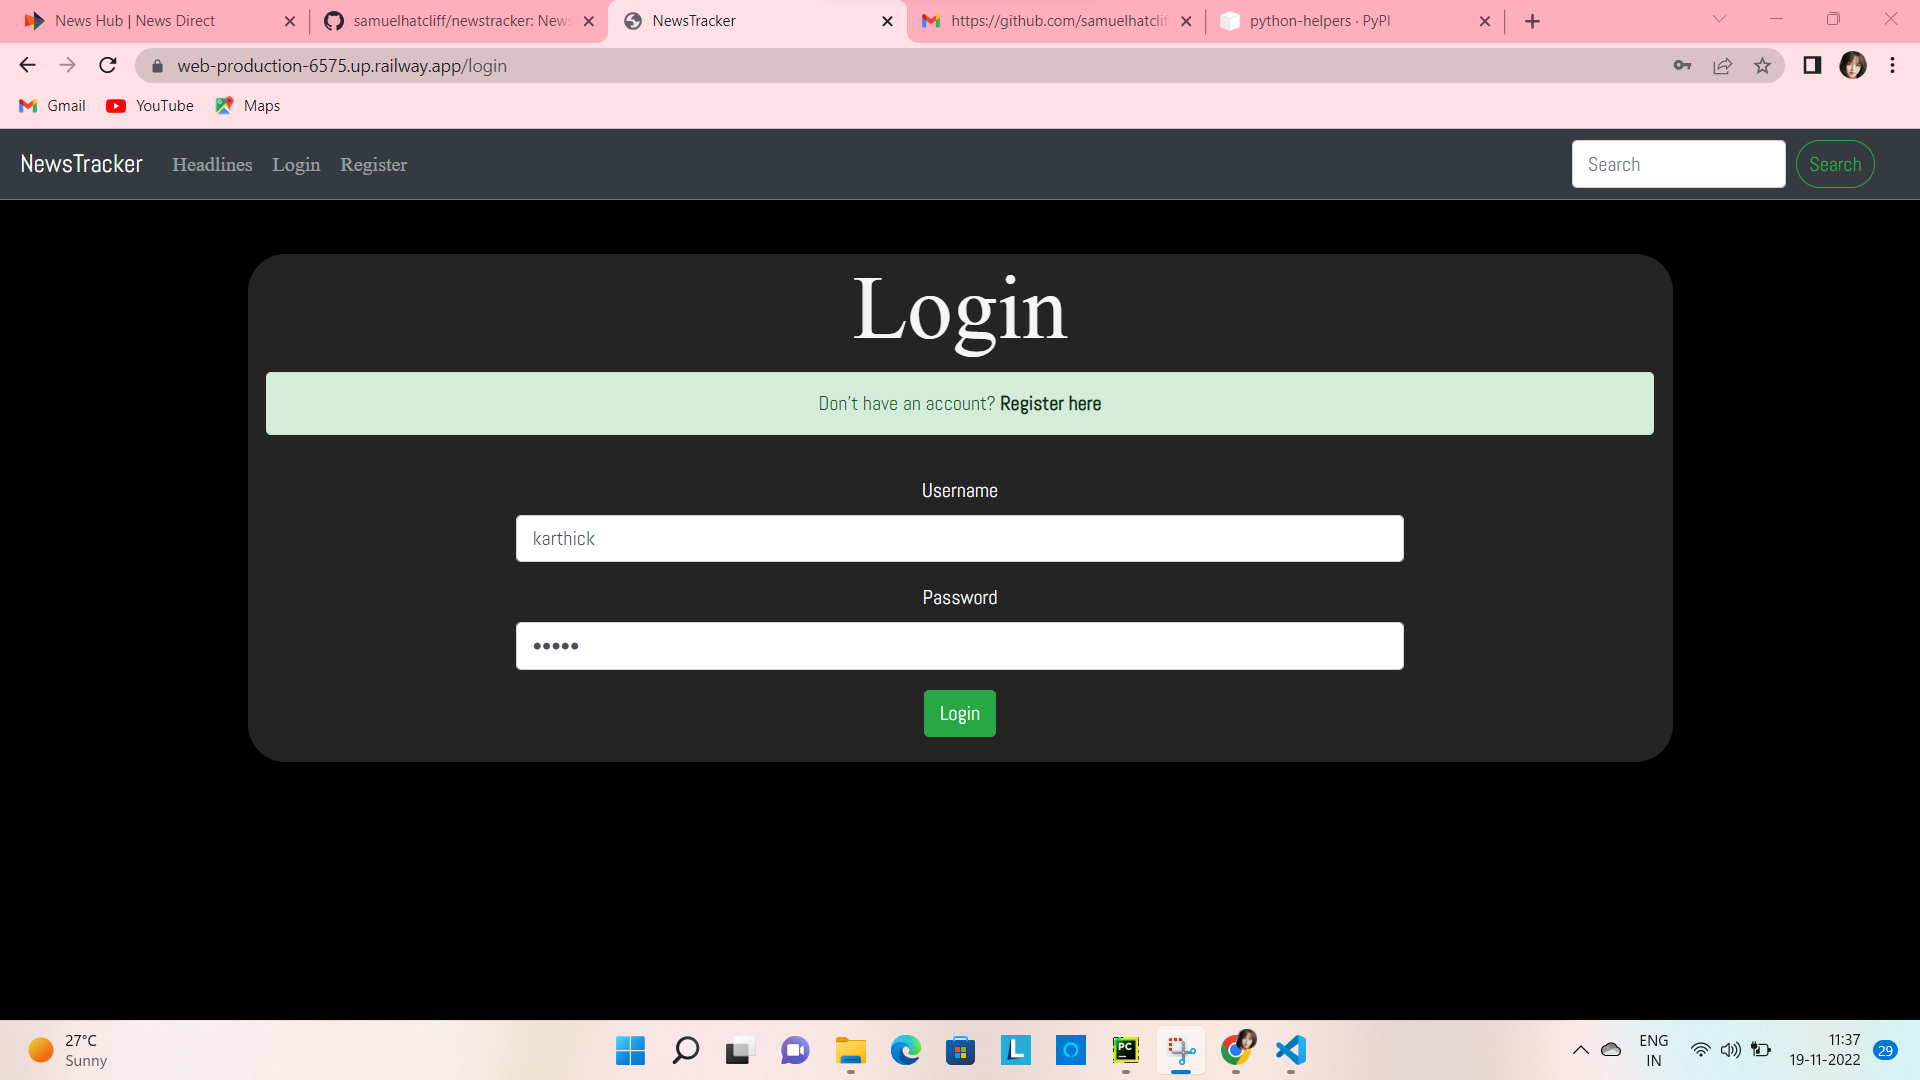 News Hub | News Direct
samuelhatcliff/newstracker: News
NewsTracker
https://github.com/samuelhatcliff
python-helpers · PyPI
web-production-6575.up.railway.app/login
Gmail
YouTube
Maps
NewsTracker
Headlines
Login
Register
Search
Search
Login
Don't have an account? Register here
Username
karthick
Password
•••••
Login
27°C
Sunny
PC
L
ENG
IN
11:37
19-11-2022
29